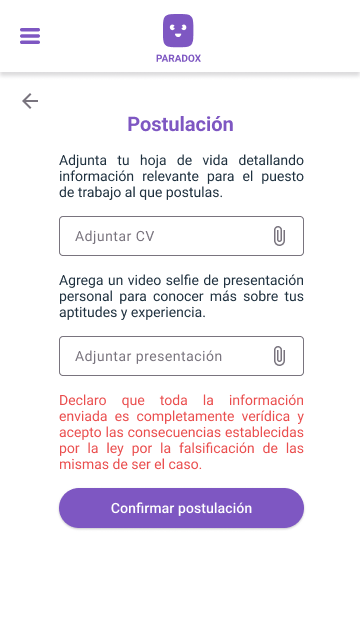 PARADOX
Postulación
Adjunta tu hoja de vida detallando
información relevante para el puesto
de trabajo al que postulas.
Adjuntar CV
Agrega un video selfie de presentación
personal para conocer más sobre tus
aptitudes y experiencia.
Adjuntar presentación
Declaro que toda la información
enviada es completamente verídica y
acepto las consecuencias establecidas
por la ley por la falsificación de las
mismas de ser el caso.
Confirmar postulación